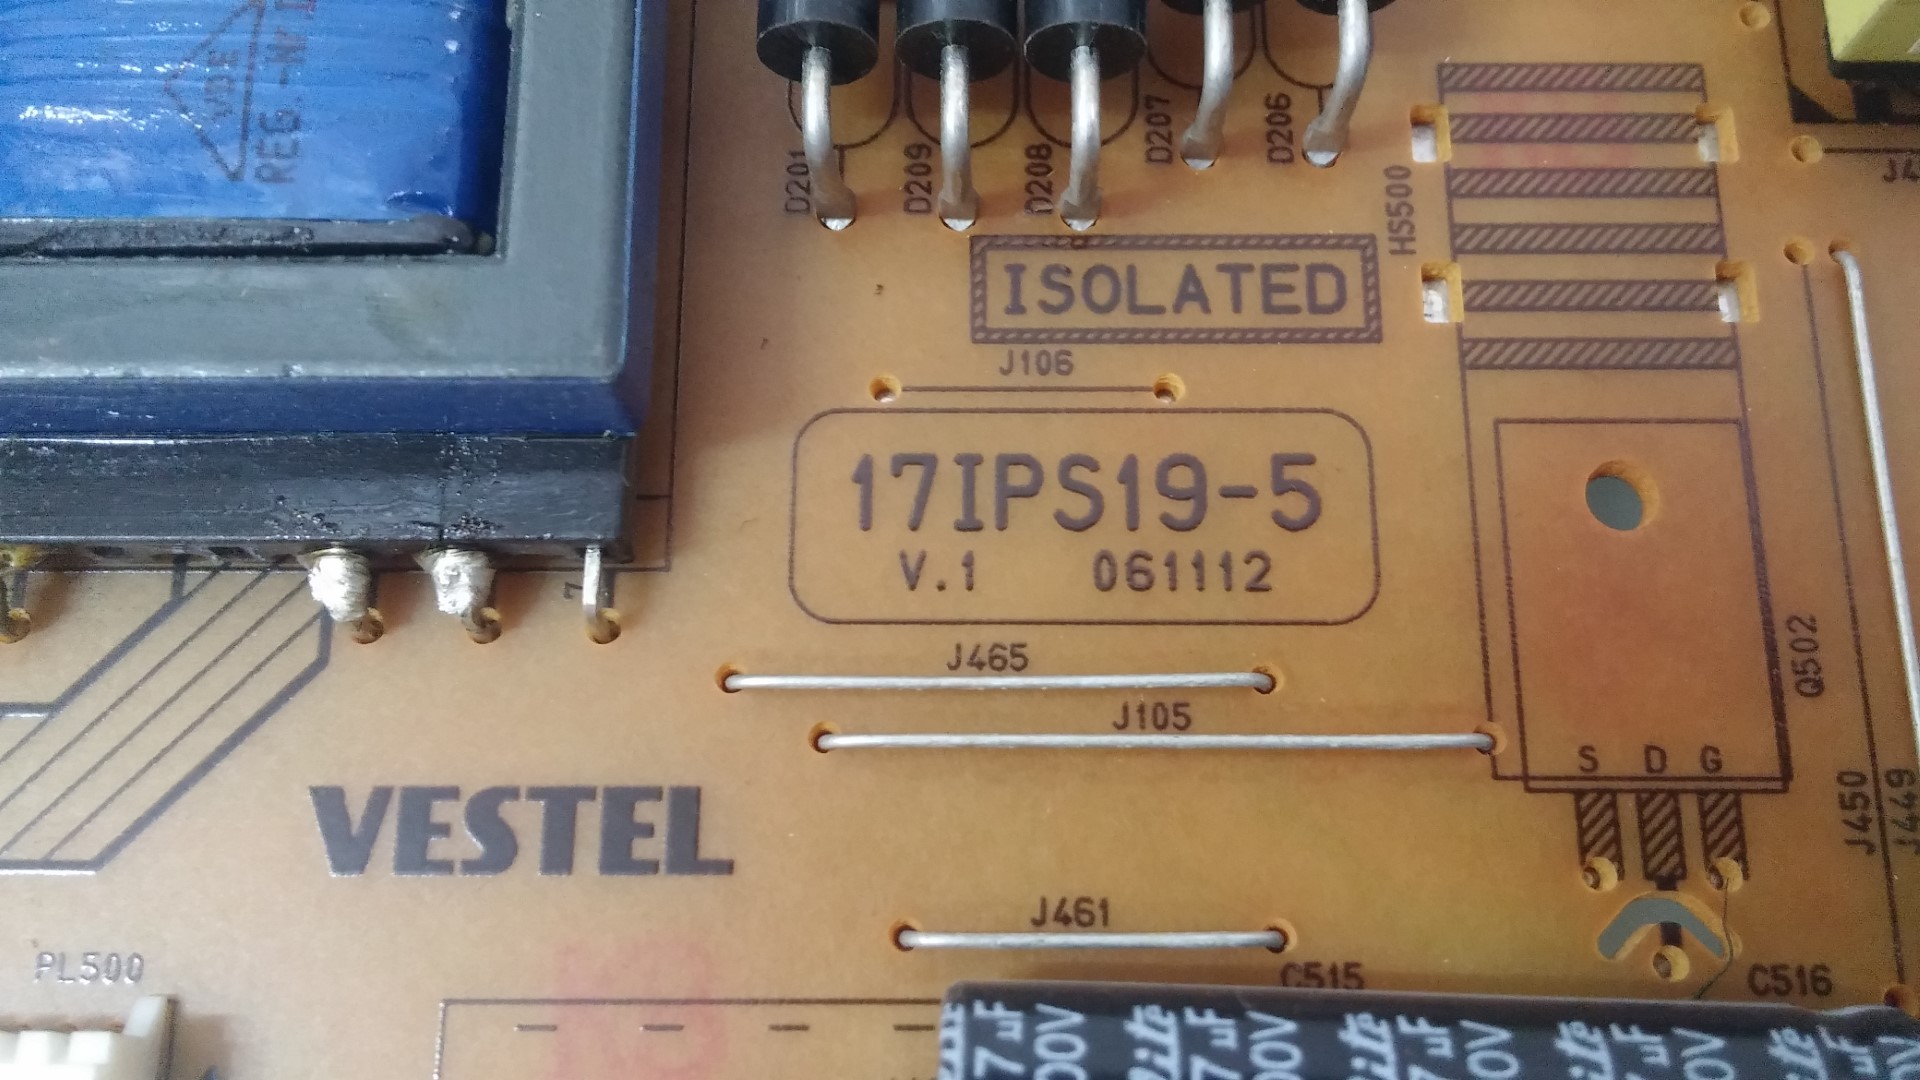 VDE
REG.-Nr.
D201
D209
D208
D207
D206
HS500
ISOLATED
J106
17IPS19-5
V.1 061112
7
J465
J105
Q502
S D G
J450
J449
VESTEL
J461
PL500
C515
C516